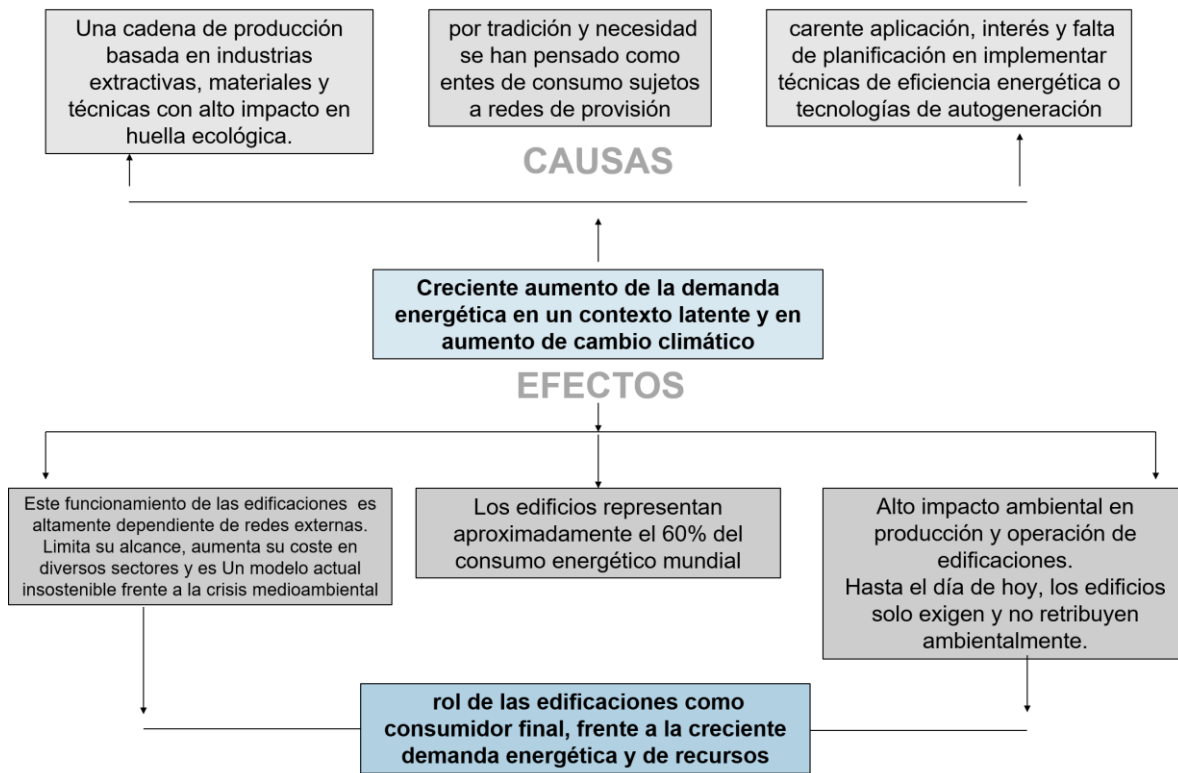 Una cadena de producción
basada en industrias
extractivas, materiales y
técnicas con alto impacto en
huella ecológica.
por tradición y necesidad
se han pensado como
entes de consumo sujetos
a redes de provisión
carente aplicación, interés y falta
de planificación en implementar
técnicas de eficiencia energética o
tecnologías de autogeneración
CAUSAS
Creciente aumento de la demanda
energética en un contexto latente y en
aumento de cambio climático
EFECTOS
Este funcionamiento de las edificaciones es
altamente dependiente de redes externas.
Limita su alcance, aumenta su coste en
diversos sectores y es Un modelo actual
insostenible frente a la crisis medioambiental
Los edificios representan
aproximadamente el 60% del
consumo energético mundial
Alto impacto ambiental en
producción y operación de
edificaciones.
Hasta el día de hoy, los edificios
solo exigen y no retribuyen
ambientalmente.
rol de las edificaciones como
consumidor final, frente a la creciente
demanda energética y de recursos